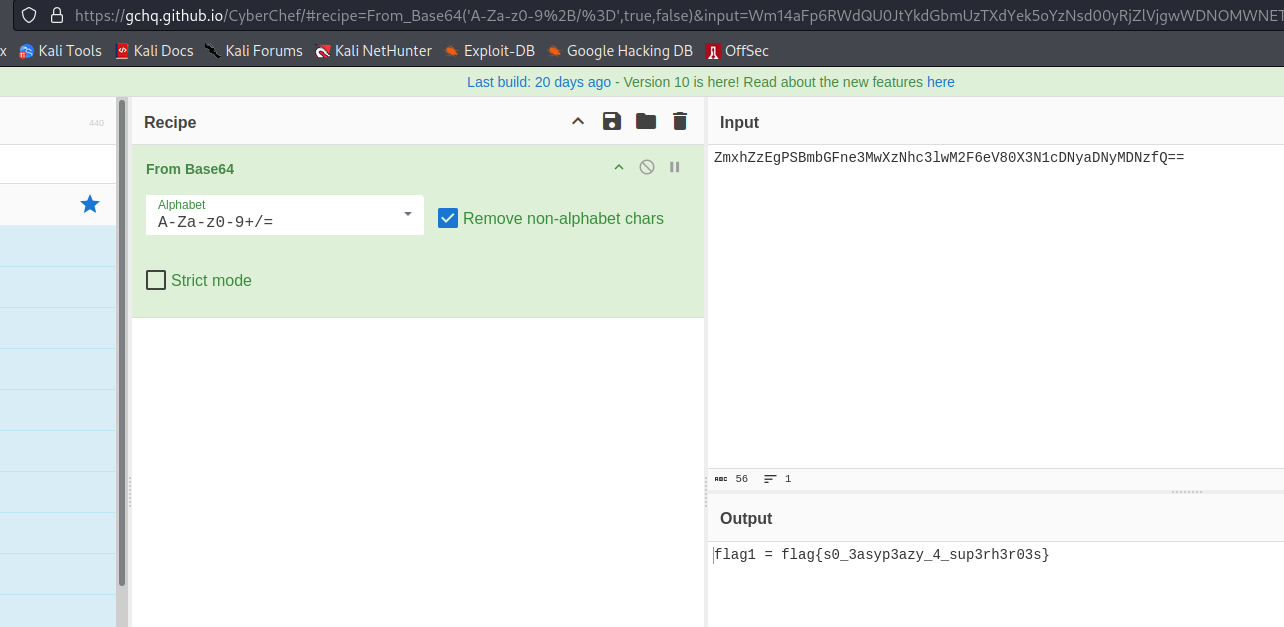 https://gchq.github.io/CyberChef/#recipe=From_Base64('A-Za-z0-9%2B/%3D',true,false)&input=Wm14aFp6RWdQU0JtYkdGbmUzTXdYek5oYzNsd00yRjZlVjgwWDNOMWNET
x Kali Tools Kali Docs Kali Forums Kali NetHunter Exploit-DB Google Hacking DB OffSec
Last build: 20 days ago - Version 10 is here! Read about the new features here
440
Recipe
Input
From Base64
Alphabet
A-Za-z0-9+/=
Remove non-alphabet chars
Strict mode
ZmxhZzEgPSBmbGFne3MwXzNhc3lwM2F6eV80X3N1cDNyaDNyMDNzfQ==
ABC 56 1
Output
flag1 = flag{s0_3asyp3azy_4_sup3rh3r03s}